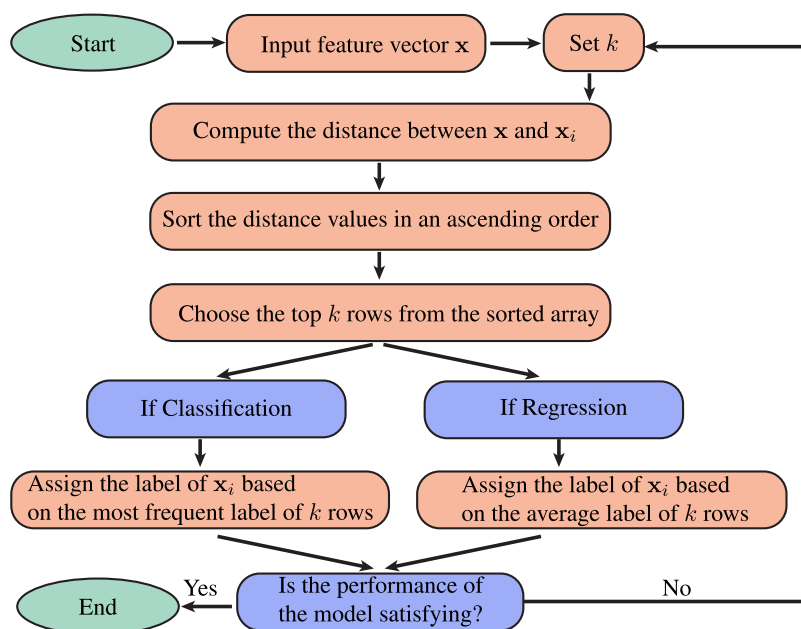 Start
Input feature vector x
Set k
Compute the distance between x and xᵢ
Sort the distance values in an ascending order
Choose the top k rows from the sorted array
If Classification
If Regression
Assign the label of xᵢ based
on the most frequent label of k rows
Assign the label of xᵢ based
on the average label of k rows
Is the performance of
the model satisfying?
Yes
No
End